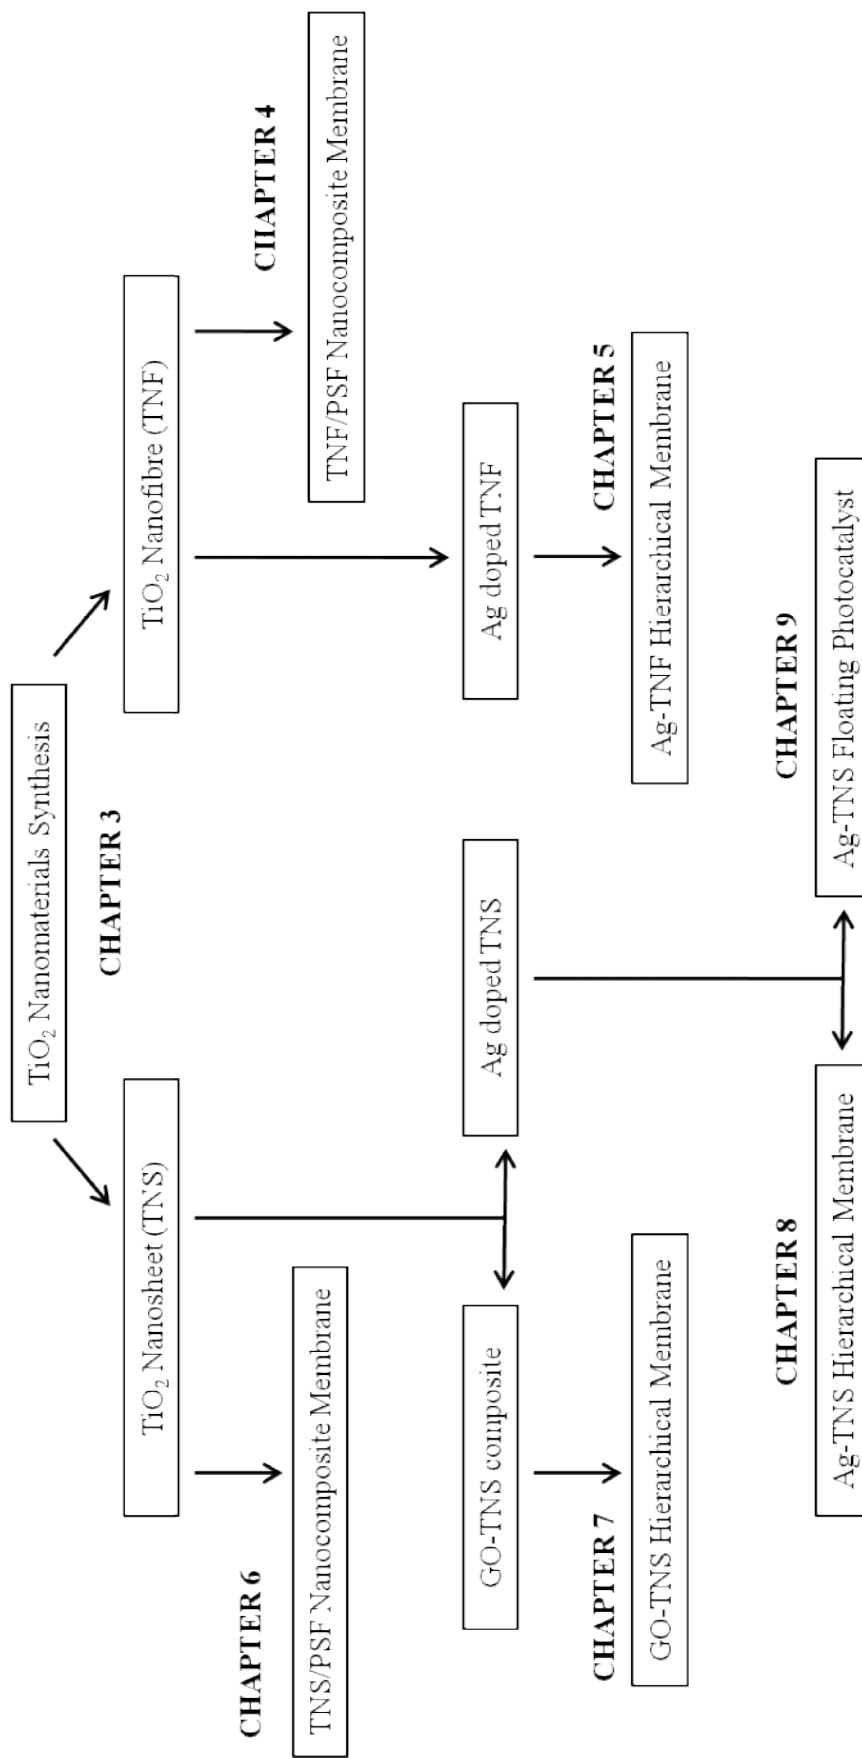 TiO₂ Nanomaterials Synthesis
CHAPTER 3
TiO₂ Nanosheet (TNS)
TiO₂ Nanofibre (TNF)
CHAPTER 6
CHAPTER 4
TNS/PSF Nanocomposite Membrane
TNF/PSF Nanocomposite Membrane
GO-TNS composite
Ag doped TNS
Ag doped TNF
CHAPTER 7
CHAPTER 5
GO-TNS Hierarchical Membrane
Ag-TNF Hierarchical Membrane
CHAPTER 8
CHAPTER 9
Ag-TNS Hierarchical Membrane
Ag-TNS Floating Photocatalyst